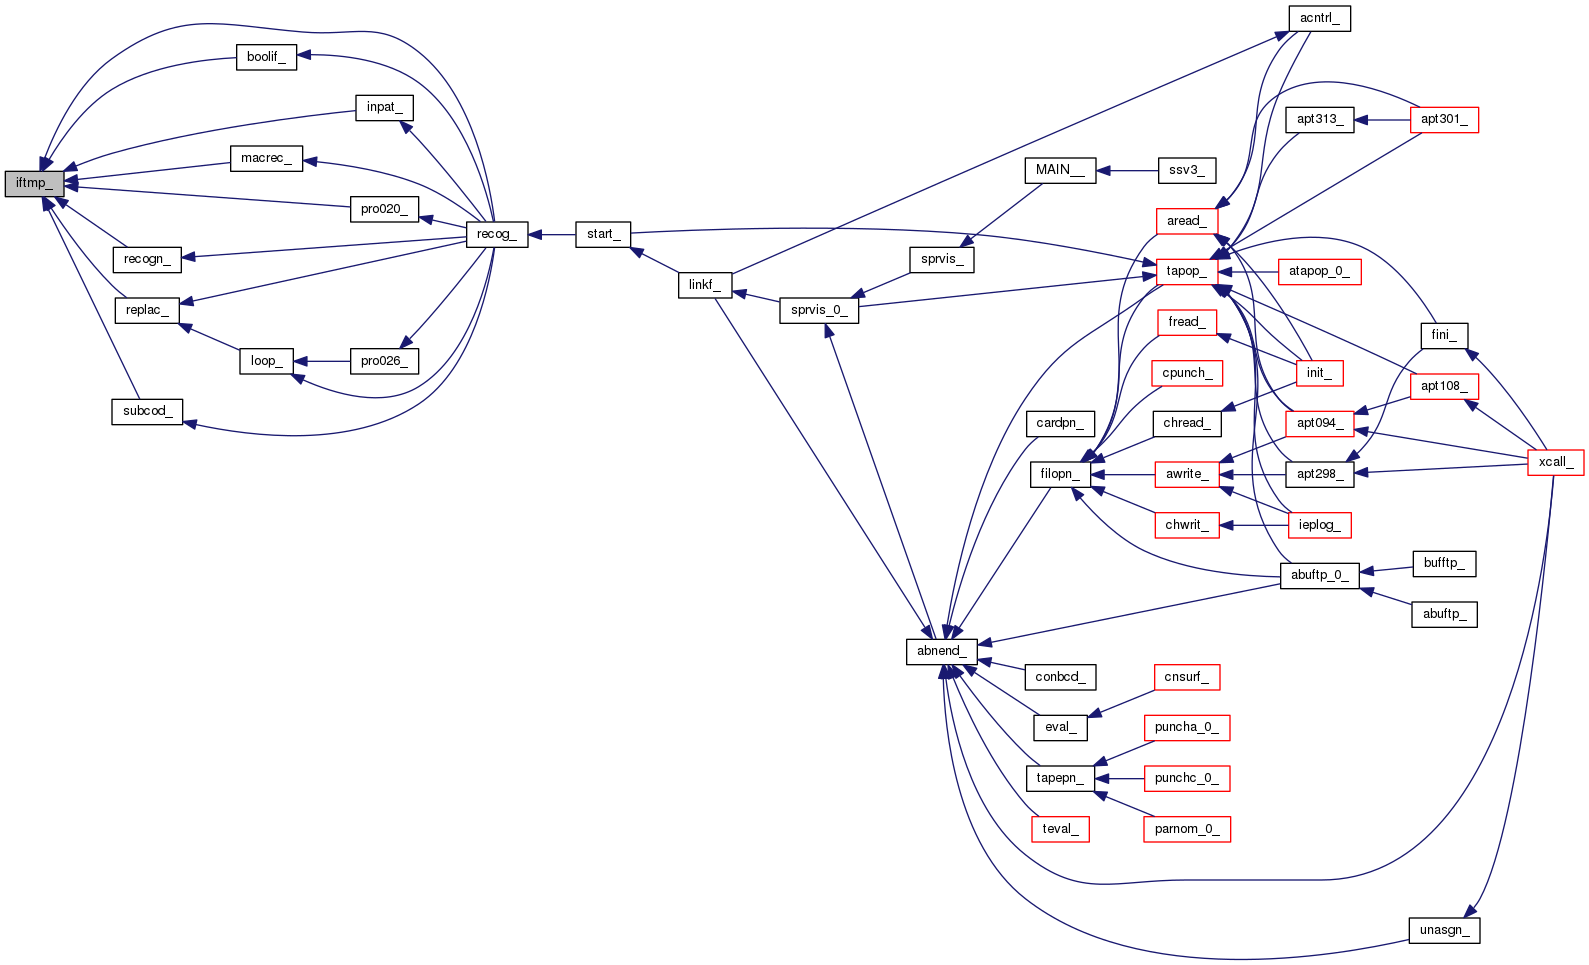 iftmp_
boolif_
inpat_
macrec_
pro020_
recogn_
replac_
loop_
pro026_
subcod_
recog_
start_
linkf_
sprvis_0_
sprvis_
MAIN__
ssv3_
acntrl_
apt313_
apt301_
aread_
tapop_
atapop_0_
fread_
cpunch_
init_
fini_
apt108_
cardpn_
chread_
apt094_
filopn_
awrite_
apt298_
xcall_
chwrit_
ieplog_
abuftp_0_
bufftp_
abuftp_
abnend_
conbcd_
cnsurf_
eval_
puncha_0_
tapepn_
punchc_0_
teval_
parnom_0_
unasgn_